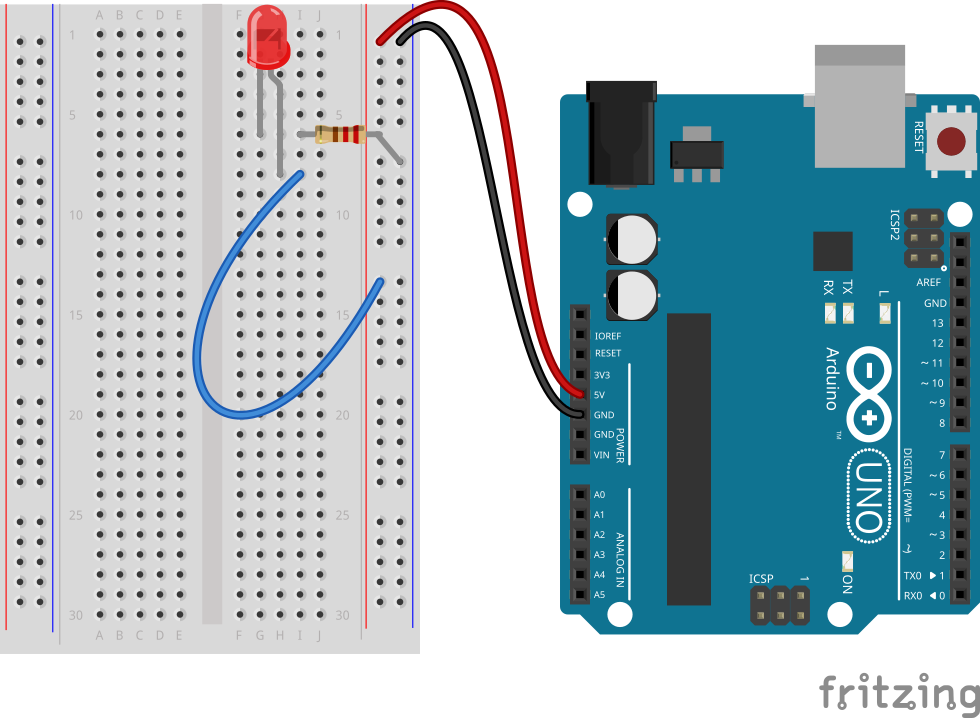 A B C D E F G H I J
1 1
5 5
10 10
15 15
20 20
25 25
30 30
A B C D E F G H I J
RESET
ICSP2
AREF
GND
13
12
~ 11
~ 10
~ 9
8
7
~ 6
~ 5
4
~ 3
2
TX0 ▶ 1
RX0 ◀ 0
DIGITAL (PWM= ~)
RX
TX
L
IOREF
RESET
3V3
5V
GND
GND
VIN
POWER
A0
A1
A2
A3
A4
A5
ANALOG IN
Arduino
TM
UNO
ON
ICSP
1
fritzing